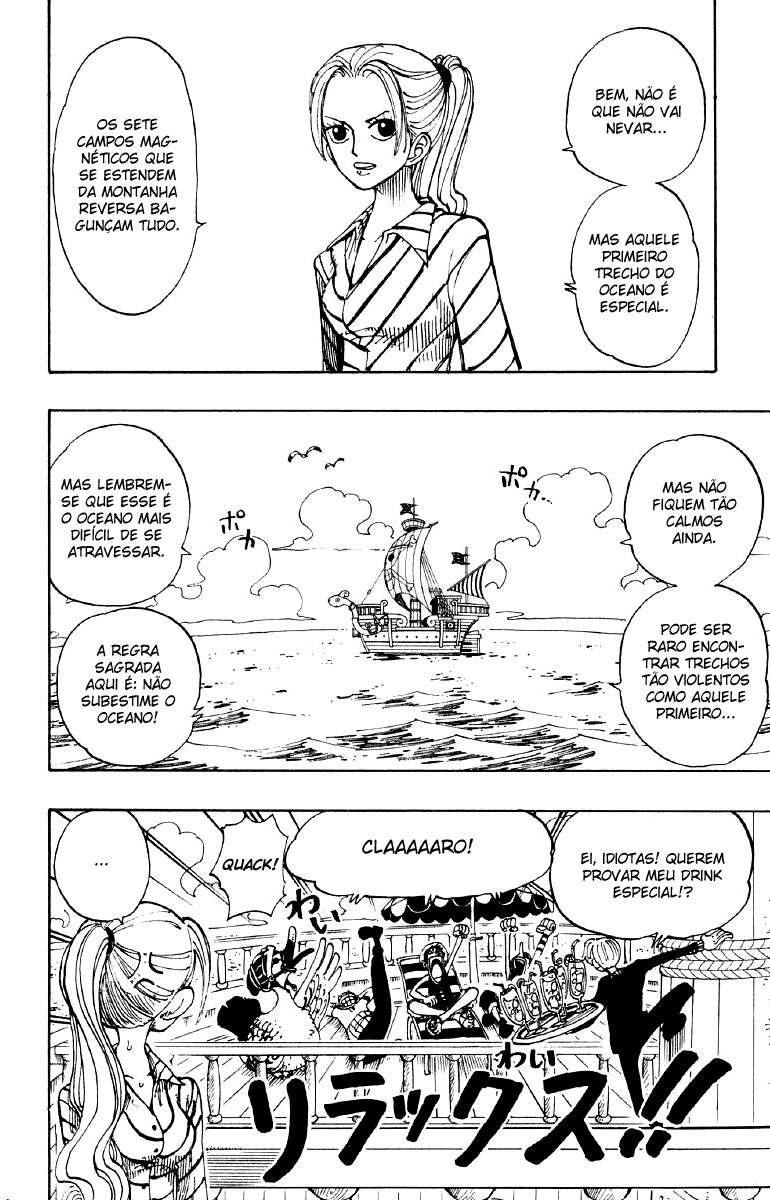 BEM, NÃO É
QUE NÃO VAI
NEVAR...
MAS AQUELE
PRIMEIRO
TRECHO DO
OCEANO É
ESPECIAL.
OS SETE
CAMPOS MAG-
NÉTICOS QUE
SE ESTENDEM
DA MONTANHA
REVERSA BA-
GUNÇAM TUDO.
MAS NÃO
FIQUEM TÃO
CALMOS
AINDA.
PODE SER
RARO ENCON-
TRAR TRECHOS
TÃO VIOLENTOS
COMO AQUELE
PRIMEIRO...
ポカ...
ポカ
MAS LEMBREM-
SE QUE ESSE É
O OCEANO MAIS
DIFÍCIL DE SE
ATRAVESSAR.
A REGRA
SAGRADA
AQUI É: NÃO
SUBESTIME O
OCEANO!
EI, IDIOTAS! QUEREM
PROVAR MEU DRINK
ESPECIAL!?
CLAAAAARO!
QUACK!
...
わい
わい
リラックス!!!